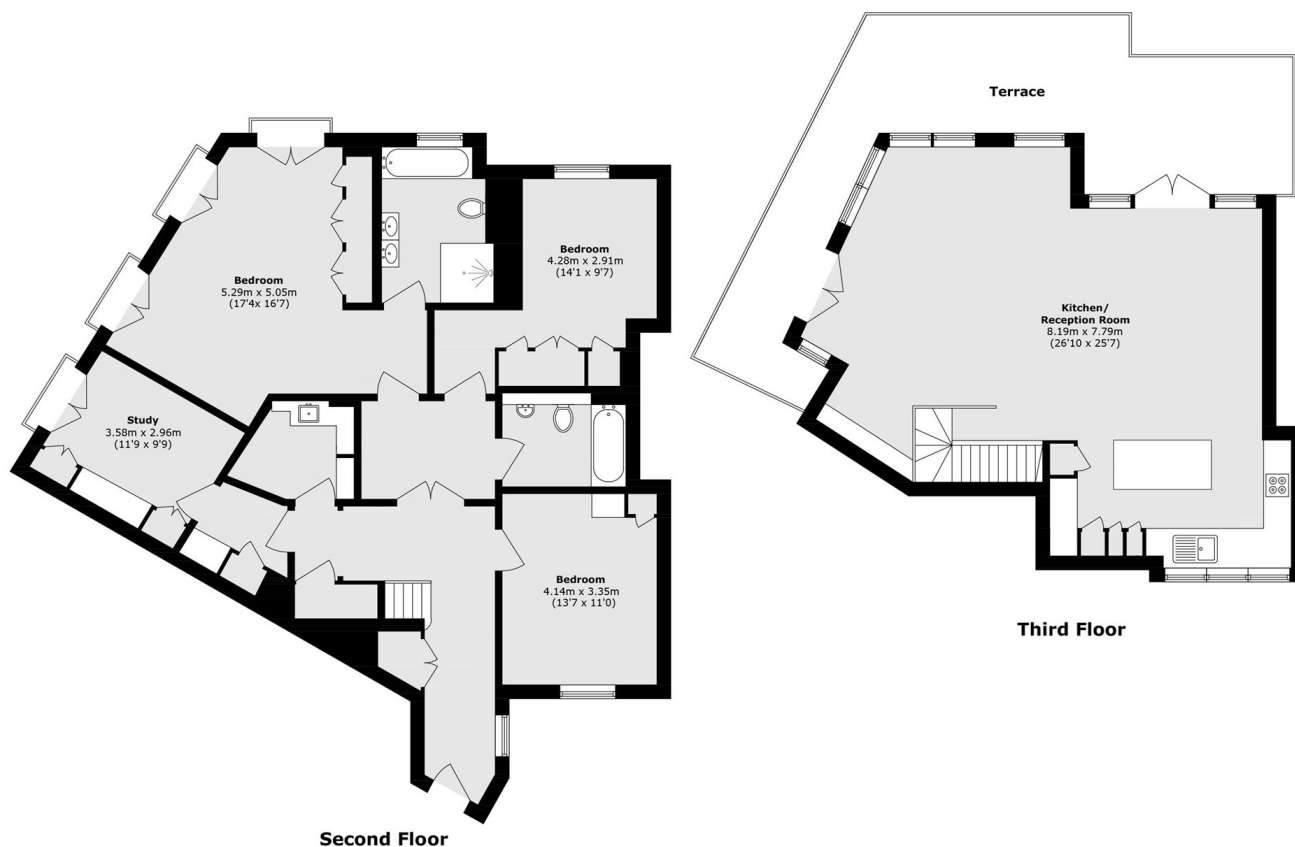 Terrace
Bedroom
4.28m x 2.91m
(14'1 x 9'7)
Bedroom
5.29m x 5.05m
(17'4x 16'7)
Kitchen/
Reception Room
8.19m x 7.79m
(26'10 x 25'7)
Study
3.58m x 2.96m
(11'9 x 9'9)
Bedroom
4.14m x 3.35m
(13'7 x 11'0)
Third Floor
Second Floor